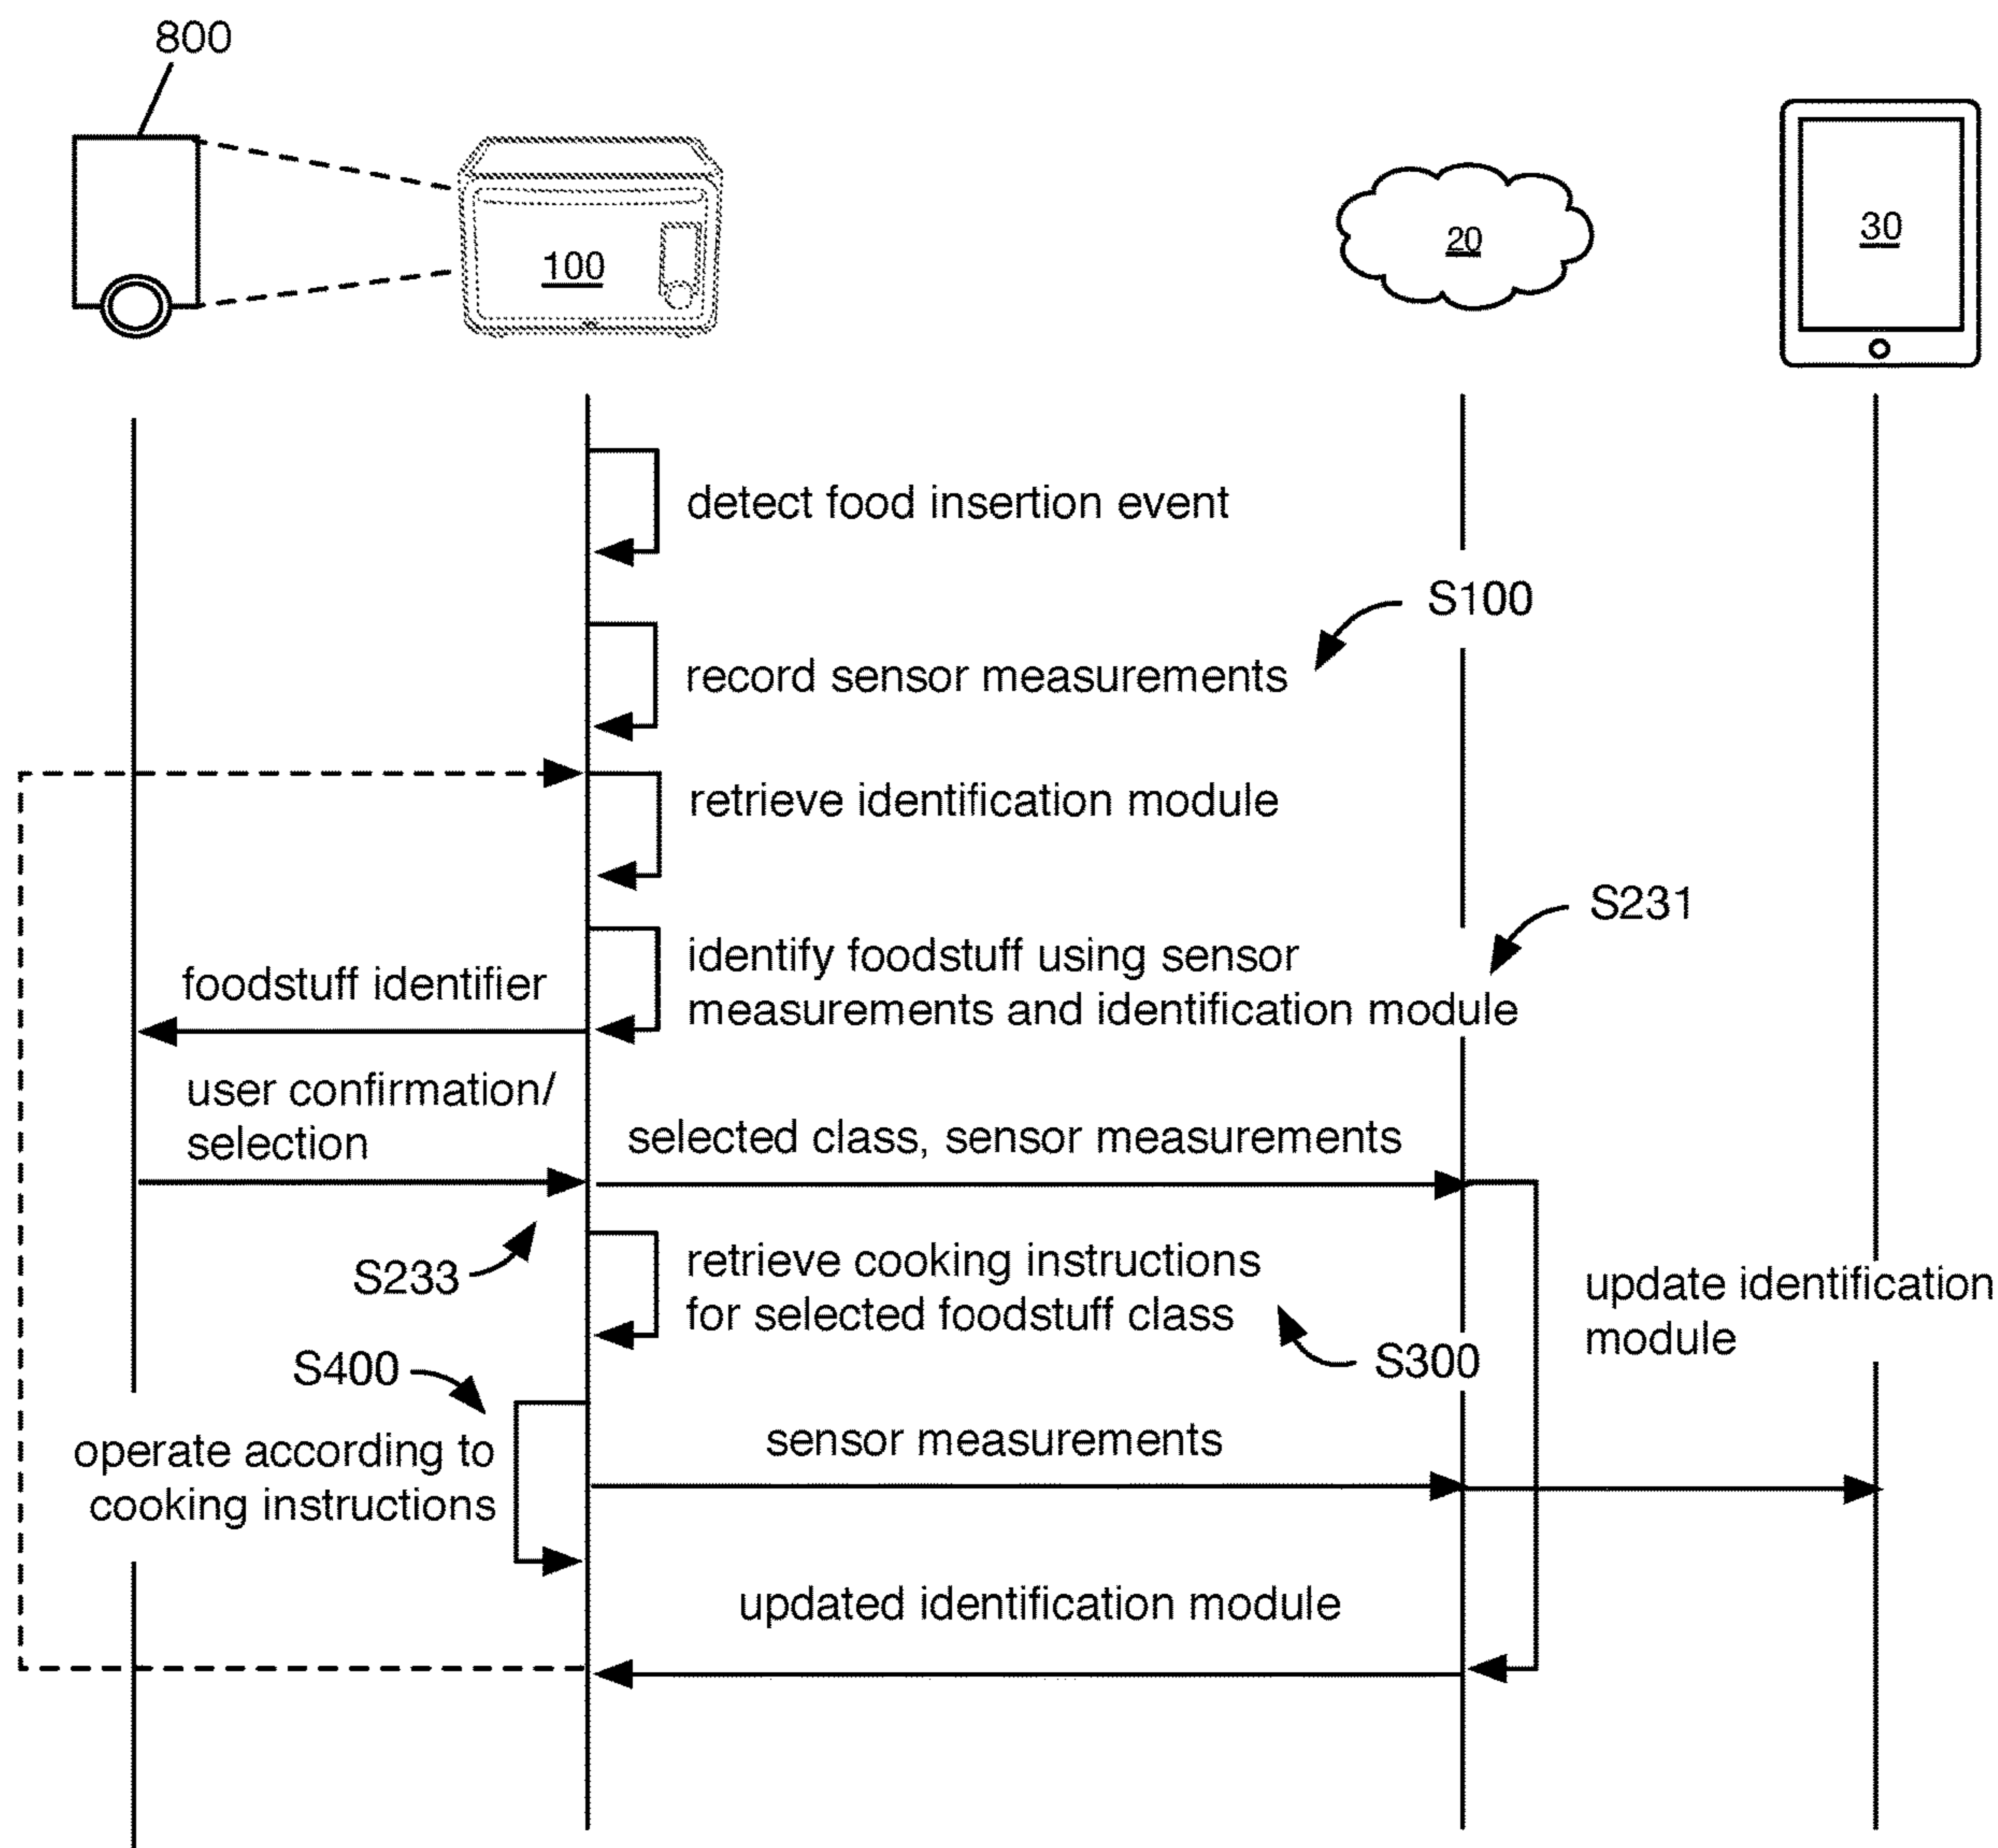 800
100
20
30
detect food insertion event
S100
record sensor measurements
retrieve identification module
S231
identify foodstuff using sensor
measurements and identification module
foodstuff identifier
user confirmation/
selection
selected class, sensor measurements
S233
retrieve cooking instructions
for selected foodstuff class
update identification
module
S300
S400
operate according to
cooking instructions
sensor measurements
updated identification module